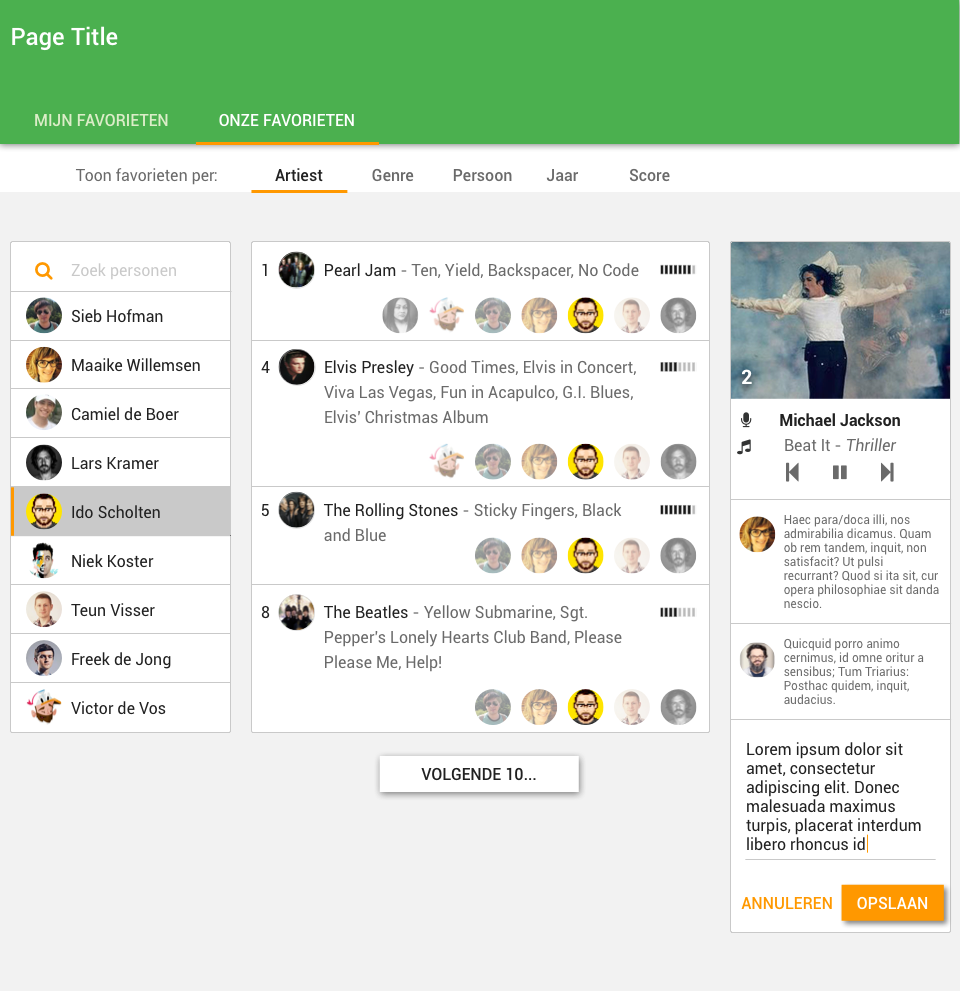 Page Title
MIJN FAVORIETEN
ONZE FAVORIETEN
Toon favorieten per:
Artiest
Genre
Persoon
Jaar
Score
Zoek personen
Sieb Hofman
Maaike Willemsen
Camiel de Boer
Lars Kramer
Ido Scholten
Niek Koster
Teun Visser
Freek de Jong
Victor de Vos
1
Pearl Jam - Ten, Yield, Backspacer, No Code
4
Elvis Presley - Good Times, Elvis in Concert,
Viva Las Vegas, Fun in Acapulco, G.I. Blues,
Elvis' Christmas Album
5
The Rolling Stones - Sticky Fingers, Black
and Blue
8
The Beatles - Yellow Submarine, Sgt.
Pepper's Lonely Hearts Club Band, Please
Please Me, Help!
VOLGENDE 10...
2
Michael Jackson
Beat It - Thriller
Haec para/doca illi, nos
admirabilia dicamus. Quam
ob rem tandem, inquit, non
satisfacit? Ut pulsi
recurrant? Quod si ita sit, cur
opera philosophiae sit danda
nescio.
Quicquid porro animo
cernimus, id omne oritur a
sensibus; Tum Triarius:
Posthac quidem, inquit,
audacius.
Lorem ipsum dolor sit
amet, consectetur
adipiscing elit. Donec
malesuada maximus
turpis, placerat interdum
libero rhoncus id
ANNULEREN
OPSLAAN